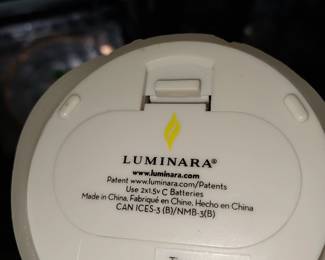 LUMINARA®
www.luminara.com
Patent www.luminara.com/Patents
Use 2x1.5v C Batteries
Made in China, Fabriqué en Chine, Hecho en China
CAN ICES-3 (B)/NMB-3(B)